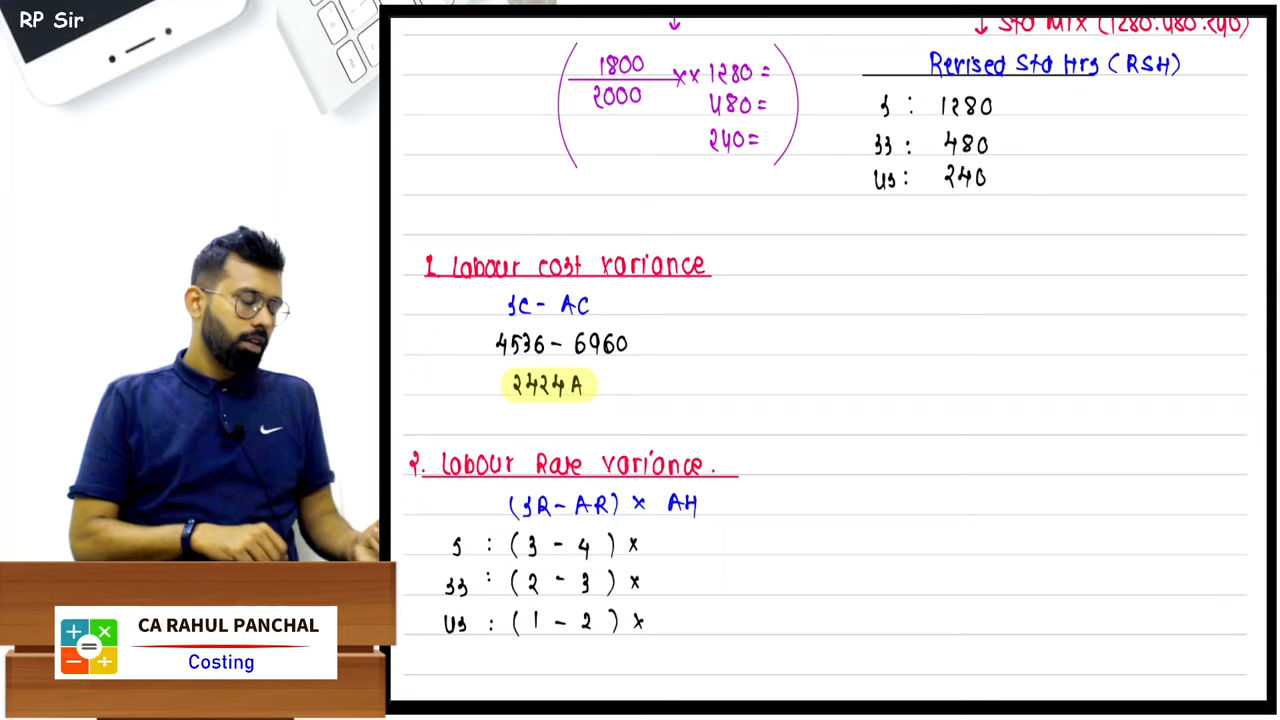 RP Sir
↓ Std Mix (1280:480:240)
↓
1800
2000
×× 1280 =
480 =
240 =
Revised Std Hrs (RSH)
S : 1280
SS : 480
US : 240
1. Labour cost variance
SC - AC
4536 - 6960
2424 A
2. Labour Rate variance.
(SR - AR) × AH
S : (3 - 4) ×
SS : (2 - 3) ×
US : (1 - 2) ×
CA RAHUL PANCHAL
Costing